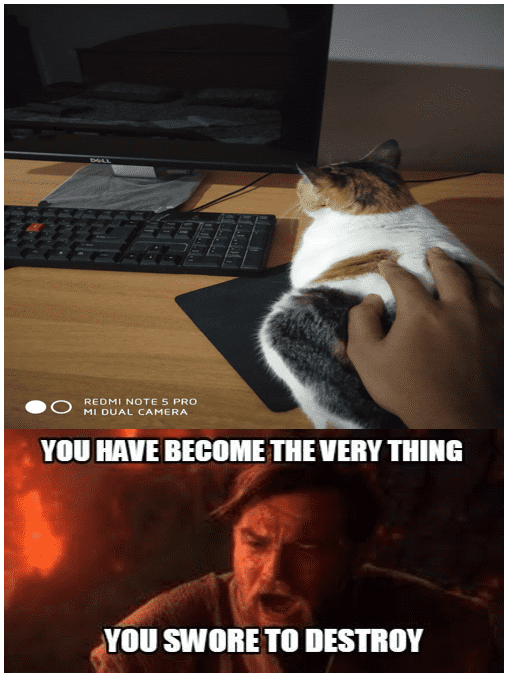 DELL
REDMI NOTE 5 PRO
MI DUAL CAMERA
YOU HAVE BECOME THE VERY THING
YOU SWORE TO DESTROY